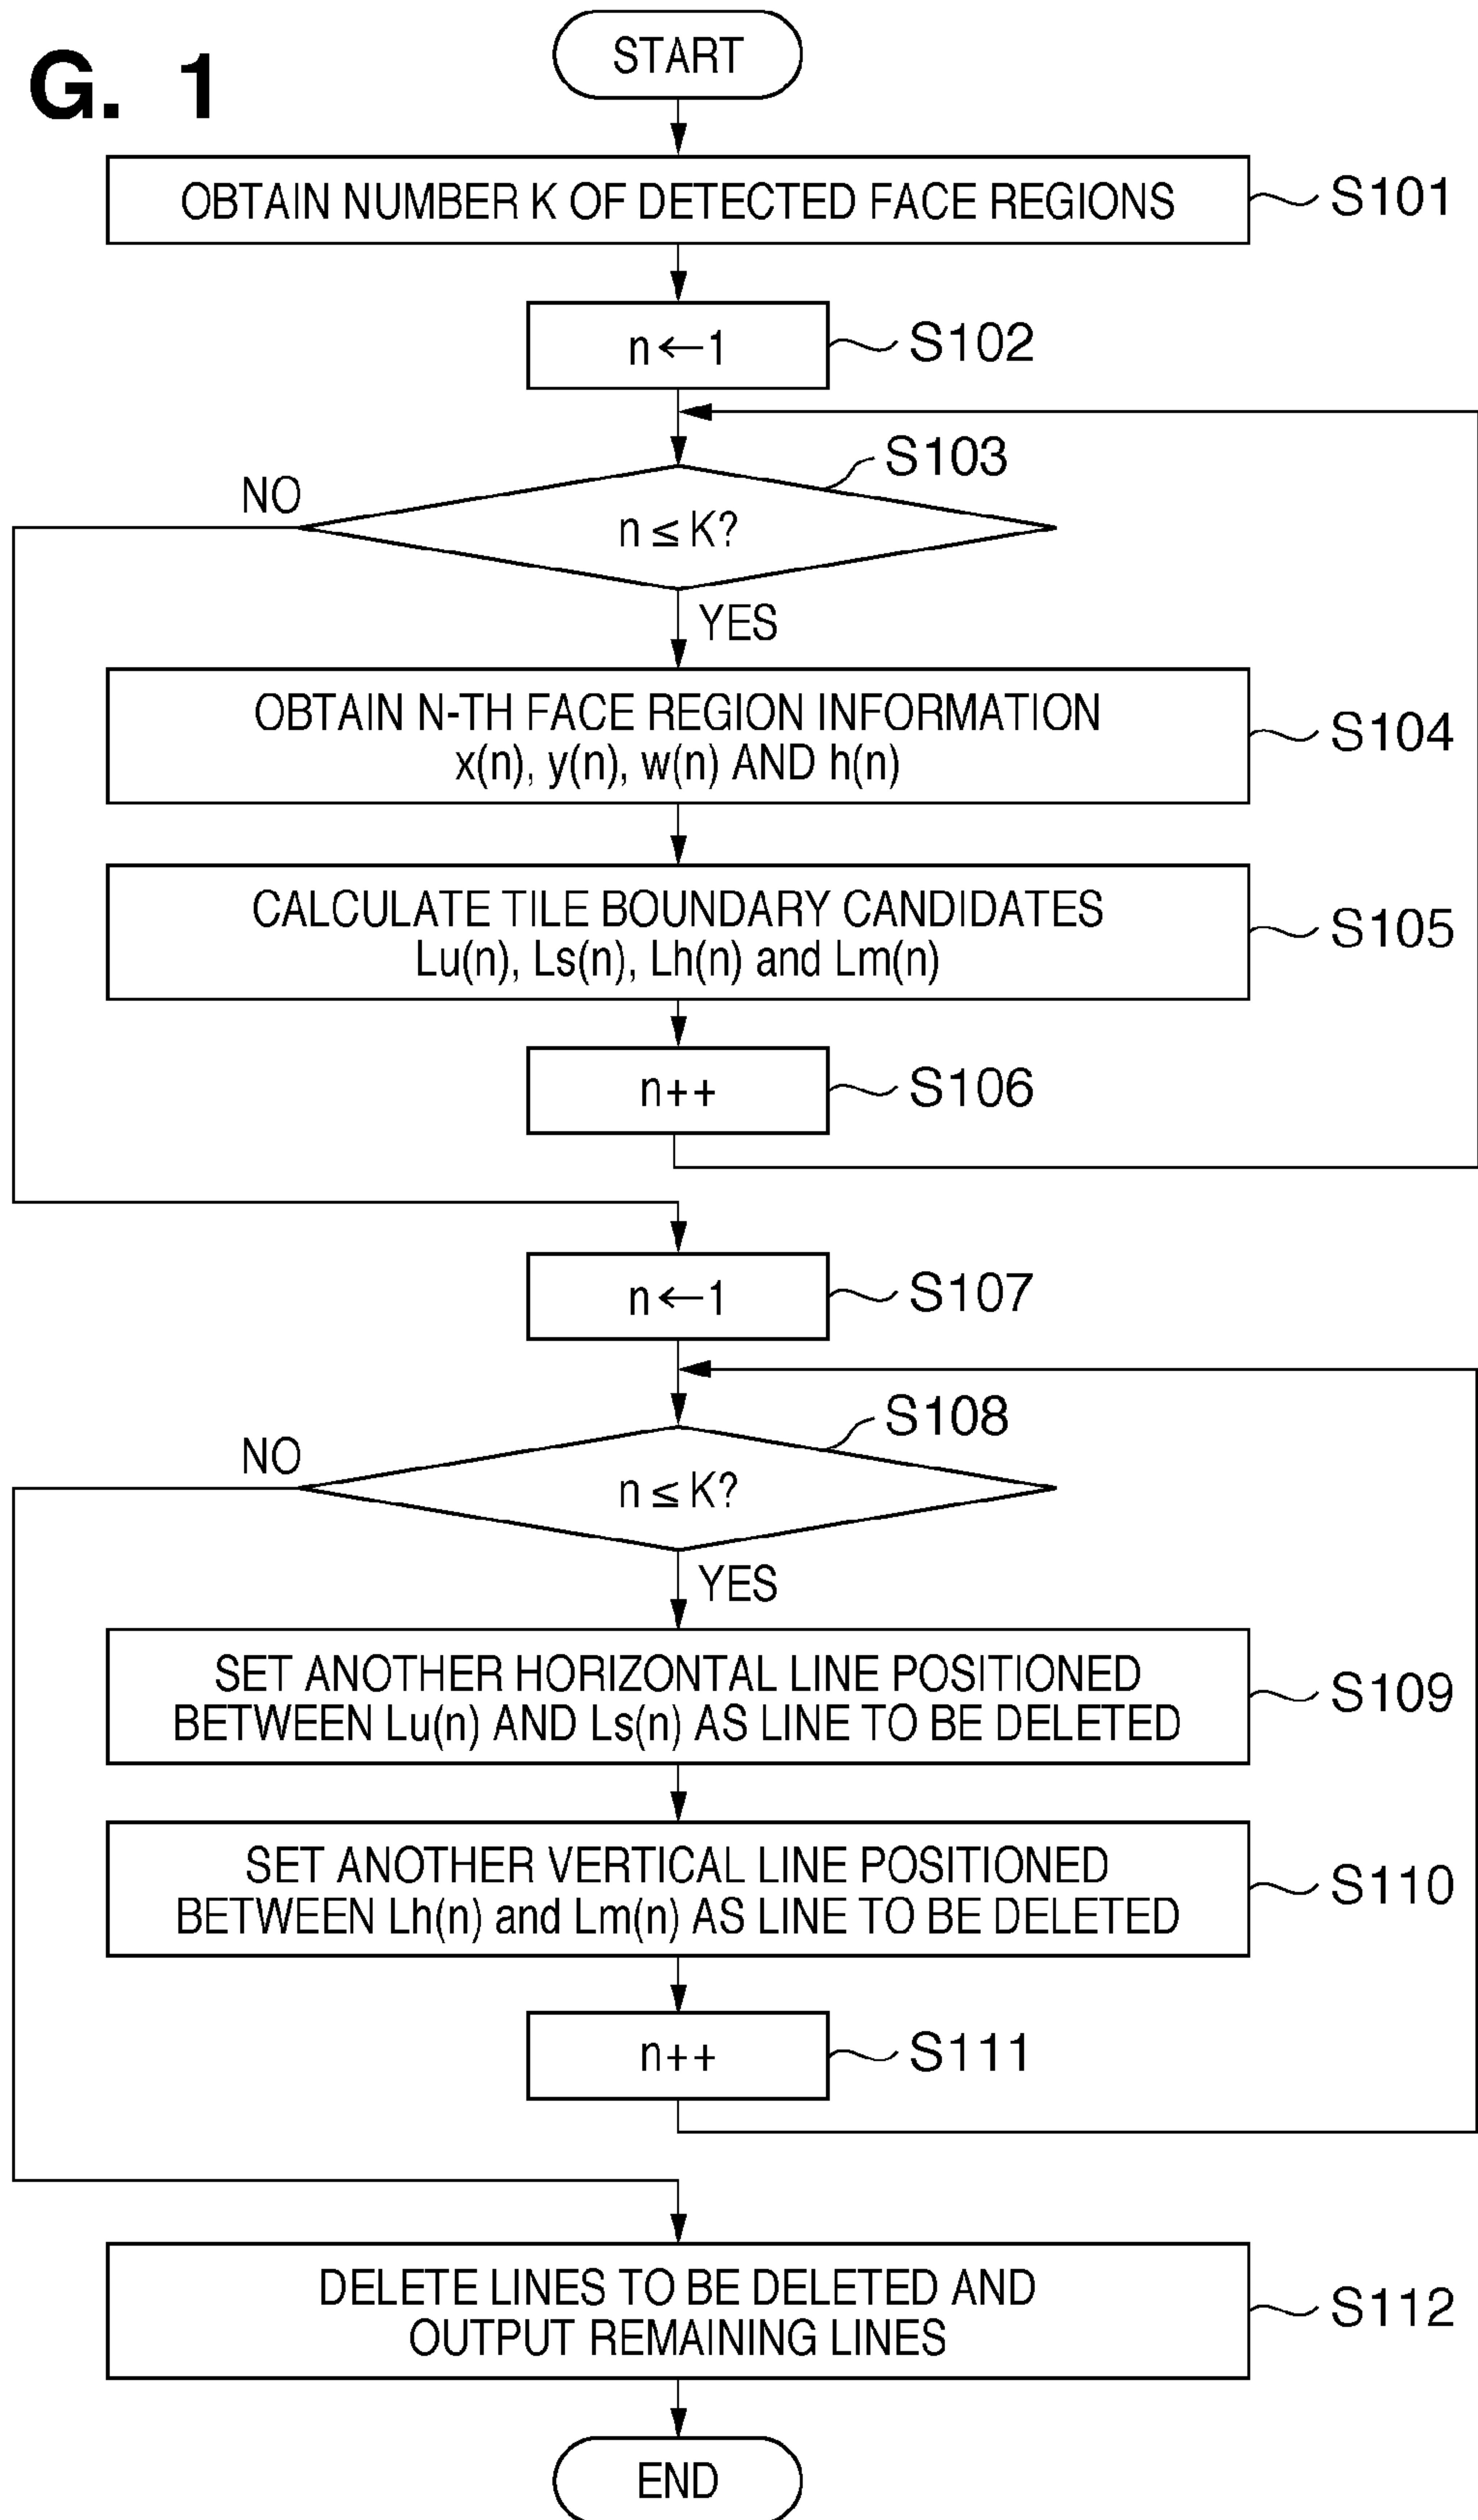 G. 1
START
OBTAIN NUMBER K OF DETECTED FACE REGIONS
S101
n←1
S102
S103
NO
n ≤ K?
YES
OBTAIN N-TH FACE REGION INFORMATION
x(n), y(n), w(n) AND h(n)
S104
CALCULATE TILE BOUNDARY CANDIDATES
Lu(n), Ls(n), Lh(n) and Lm(n)
S105
n++
S106
n←1
S107
S108
NO
n ≤ K?
YES
SET ANOTHER HORIZONTAL LINE POSITIONED
BETWEEN Lu(n) AND Ls(n) AS LINE TO BE DELETED
S109
SET ANOTHER VERTICAL LINE POSITIONED
BETWEEN Lh(n) and Lm(n) AS LINE TO BE DELETED
S110
n++
S111
DELETE LINES TO BE DELETED AND
OUTPUT REMAINING LINES
S112
END